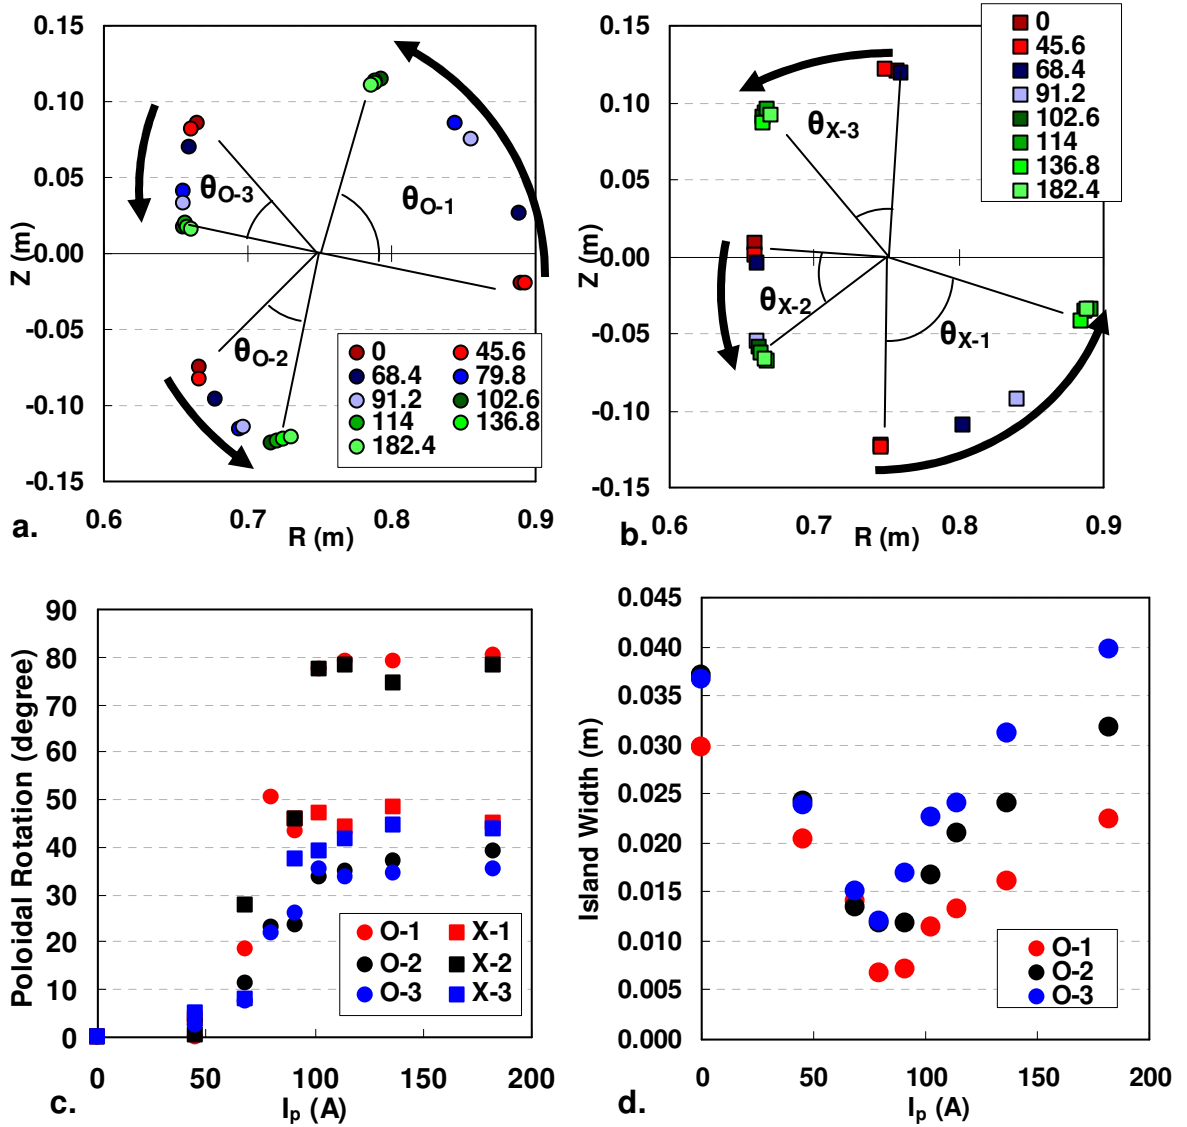 0.15
0.10
0.05
0.00
-0.05
-0.10
-0.15
Z (m)
0.6
0.7
0.8
0.9
R (m)
a.
θO-3
θO-1
θO-2
0
45.6
68.4
79.8
91.2
102.6
114
136.8
182.4
0.15
0.10
0.05
0.00
-0.05
-0.10
-0.15
Z (m)
0.6
0.7
0.8
0.9
R (m)
b.
θX-3
θX-2
θX-1
0
45.6
68.4
91.2
102.6
114
136.8
182.4
90
80
70
60
50
40
30
20
10
0
Poloidal Rotation (degree)
0
50
100
150
200
Ip (A)
c.
O-1
X-1
O-2
X-2
O-3
X-3
0.045
0.040
0.035
0.030
0.025
0.020
0.015
0.010
0.005
0.000
Island Width (m)
0
50
100
150
200
Ip (A)
d.
O-1
O-2
O-3